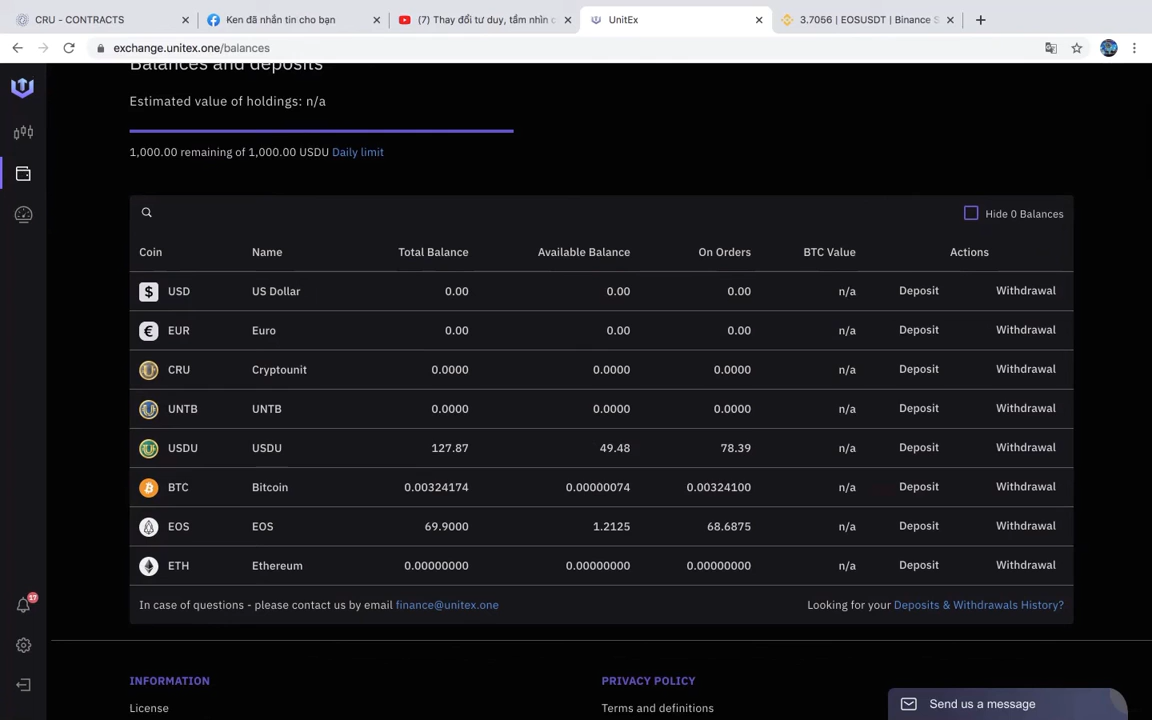 CRU - CONTRACTS
Ken đã nhắn tin cho bạn
(7) Thay đổi tư duy, tầm nhìn c
UnitEx
3.7056 | EOSUSDT | Binance S
exchange.unitex.one/balances
Balances and deposits
Estimated value of holdings: n/a
1,000.00 remaining of 1,000.00 USDU Daily limit
Hide 0 Balances
Coin Name Total Balance Available Balance On Orders BTC Value Actions
$ USD US Dollar 0.00 0.00 0.00 n/a Deposit Withdrawal
€ EUR Euro 0.00 0.00 0.00 n/a Deposit Withdrawal
CRU Cryptounit 0.0000 0.0000 0.0000 n/a Deposit Withdrawal
UNTB UNTB 0.0000 0.0000 0.0000 n/a Deposit Withdrawal
USDU USDU 127.87 49.48 78.39 n/a Deposit Withdrawal
BTC Bitcoin 0.00324174 0.00000074 0.00324100 n/a Deposit Withdrawal
EOS EOS 69.9000 1.2125 68.6875 n/a Deposit Withdrawal
ETH Ethereum 0.00000000 0.00000000 0.00000000 n/a Deposit Withdrawal
17
In case of questions - please contact us by email finance@unitex.one
Looking for your Deposits & Withdrawals History?
INFORMATION
PRIVACY POLICY
License
Terms and definitions
Send us a message